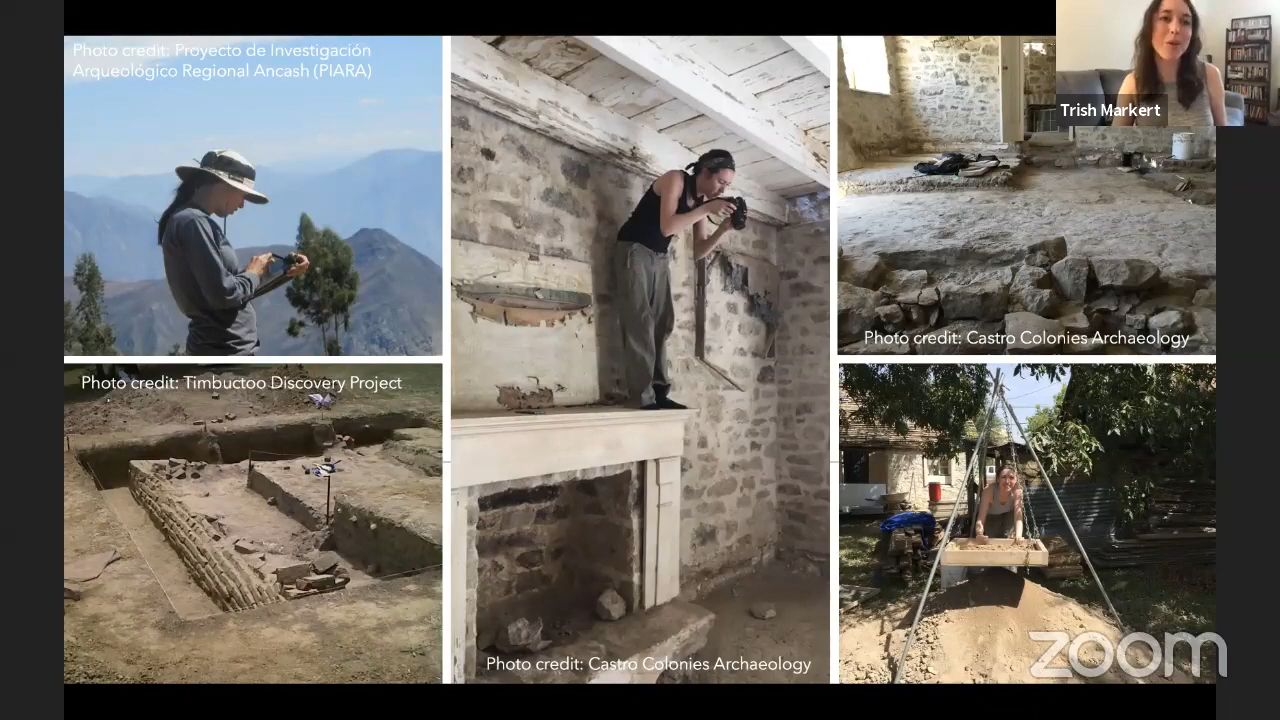 Photo credit: Proyecto de Investigación
Arqueológico Regional Ancash (PIARA)
Trish Markert
Photo credit: Castro Colonies Archaeology
Photo credit: Timbuctoo Discovery Project
Photo credit: Castro Colonies Archaeology
zoom